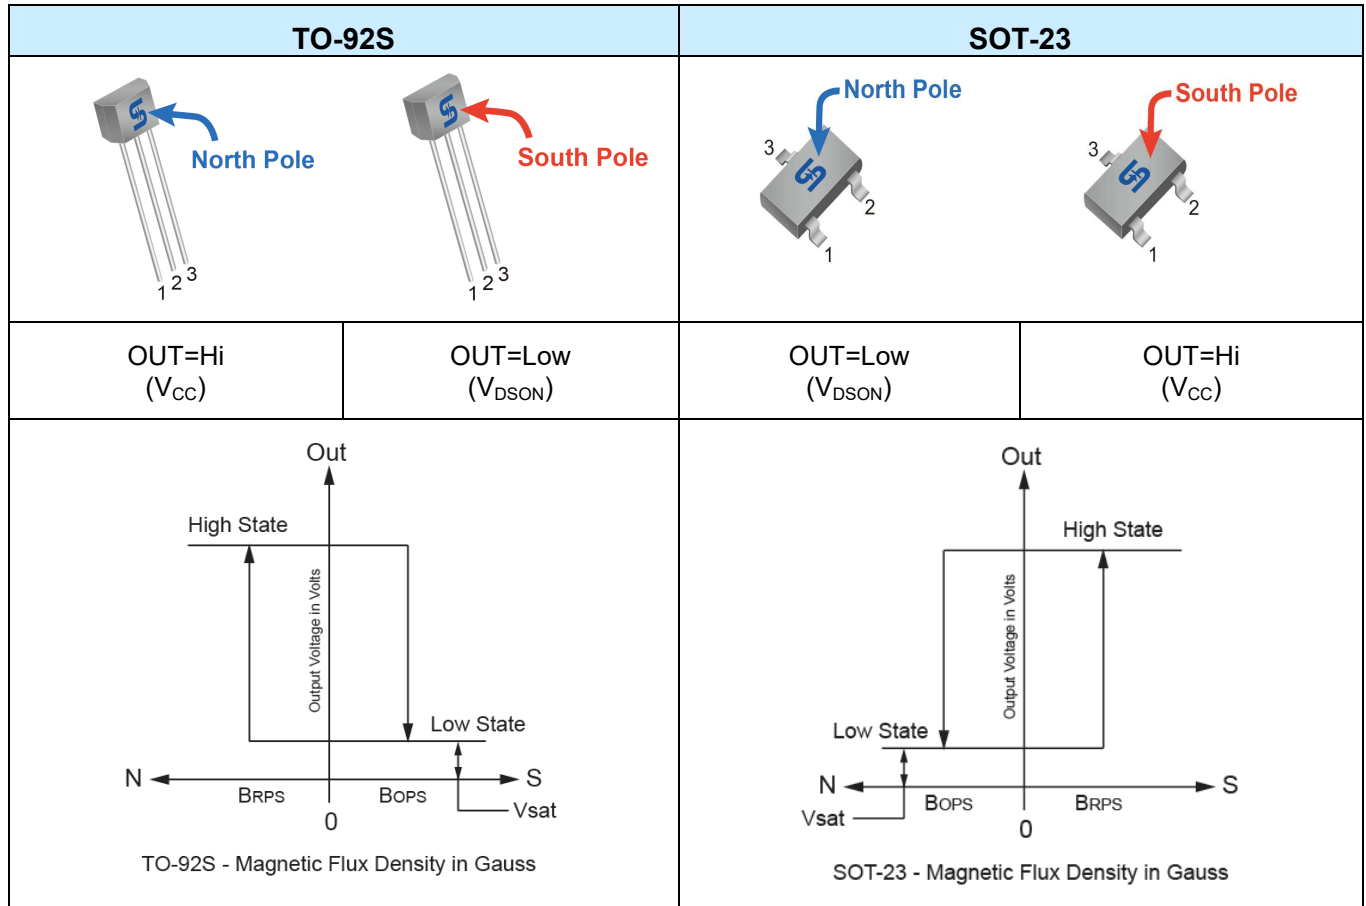 TO-92S
SOT-23
North Pole
South Pole
1 2 3
1 2 3
North Pole
South Pole
3
2
1
3
2
1
OUT=Hi
(VCC)
OUT=Low
(VDSON)
OUT=Low
(VDSON)
OUT=Hi
(VCC)
Out
High State
Output Voltage in Volts
Low State
N
S
BRPS
BOPS
Vsat
0
TO-92S - Magnetic Flux Density in Gauss
Out
High State
Output Voltage in Volts
Low State
N
S
BOPS
BRPS
Vsat
0
SOT-23 - Magnetic Flux Density in Gauss